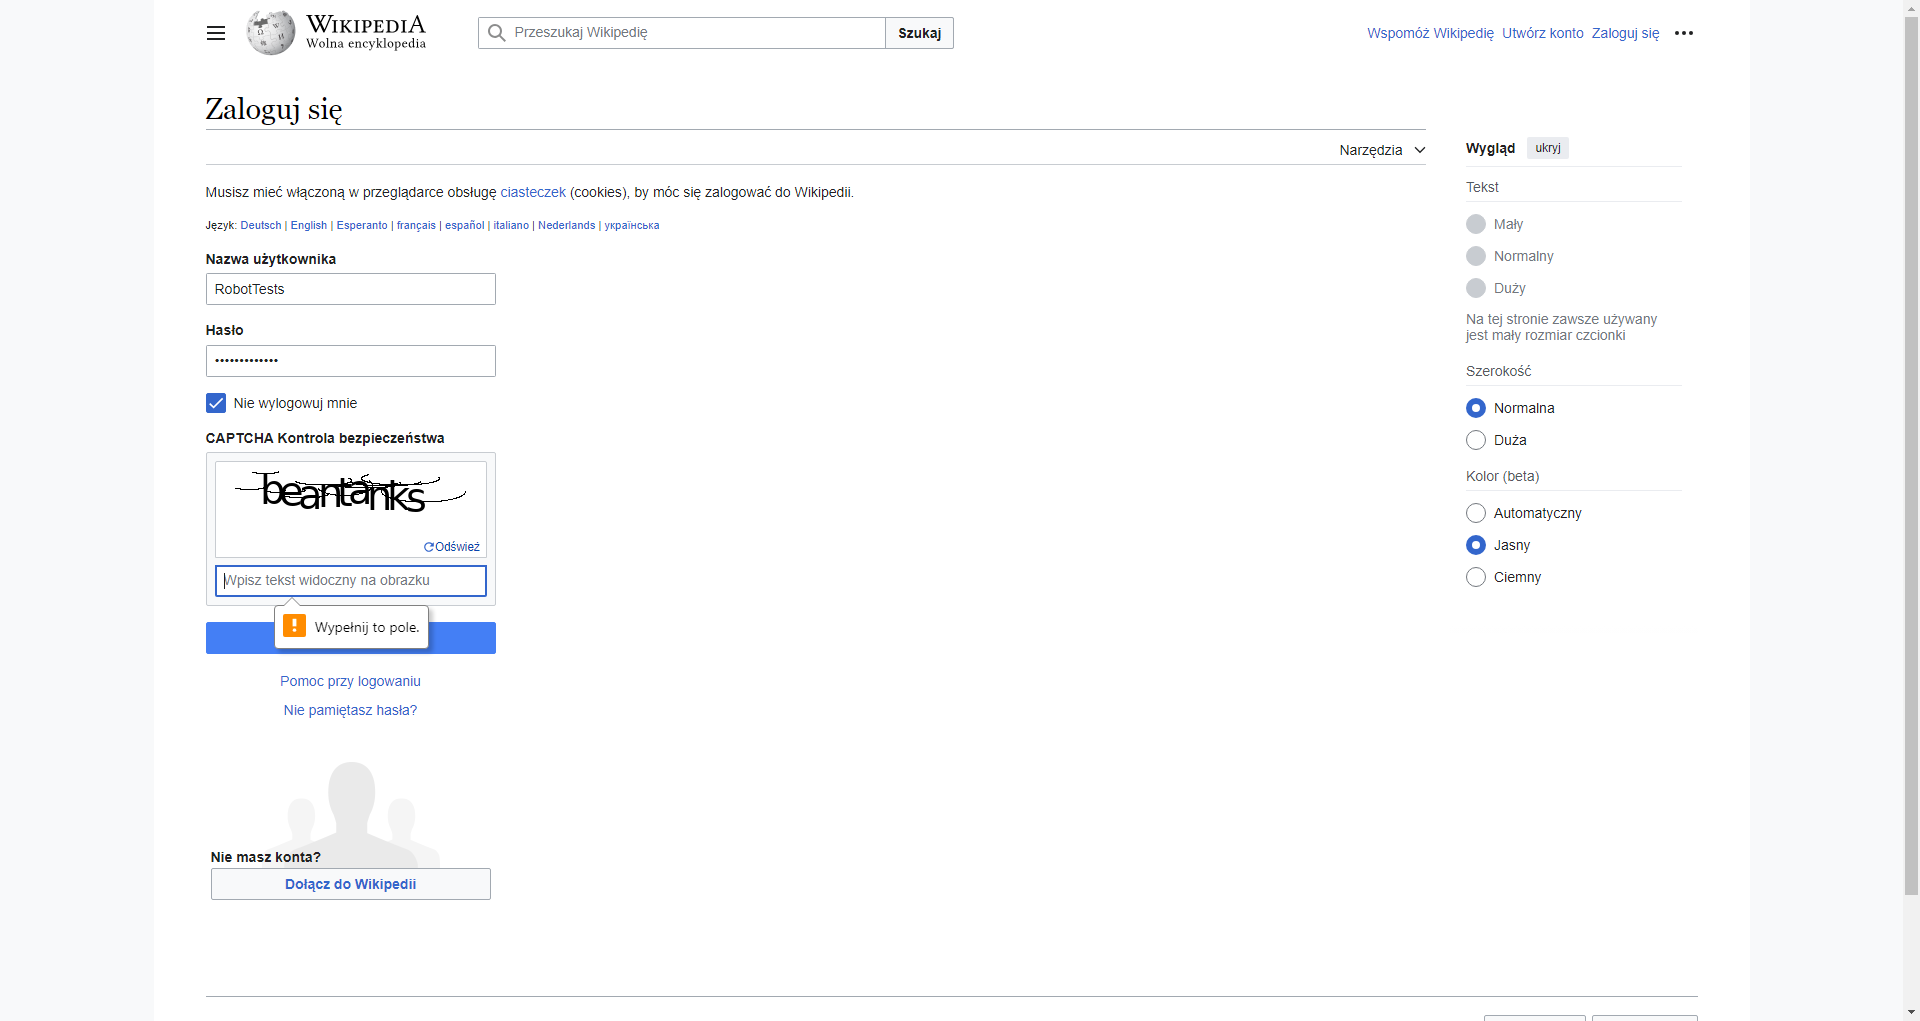 WIKIPEDIA
Wolna encyklopedia
Przeszukaj Wikipedię
Szukaj
Wspomóż Wikipedię Utwórz konto Zaloguj się
Zaloguj się
Narzędzia
Musisz mieć włączoną w przeglądarce obsługę ciasteczek (cookies), by móc się zalogować do Wikipedii.
Język: Deutsch | English | Esperanto | français | español | italiano | Nederlands | українська
Nazwa użytkownika
RobotTests
Hasło
•••••••••••••
Nie wylogowuj mnie
CAPTCHA Kontrola bezpieczeństwa
beantanks
Odśwież
Wpisz tekst widoczny na obrazku
Wypełnij to pole.
Pomoc przy logowaniu
Nie pamiętasz hasła?
Nie masz konta?
Dołącz do Wikipedii
Wygląd ukryj
Tekst
Mały
Normalny
Duży
Na tej stronie zawsze używany
jest mały rozmiar czcionki
Szerokość
Normalna
Duża
Kolor (beta)
Automatyczny
Jasny
Ciemny